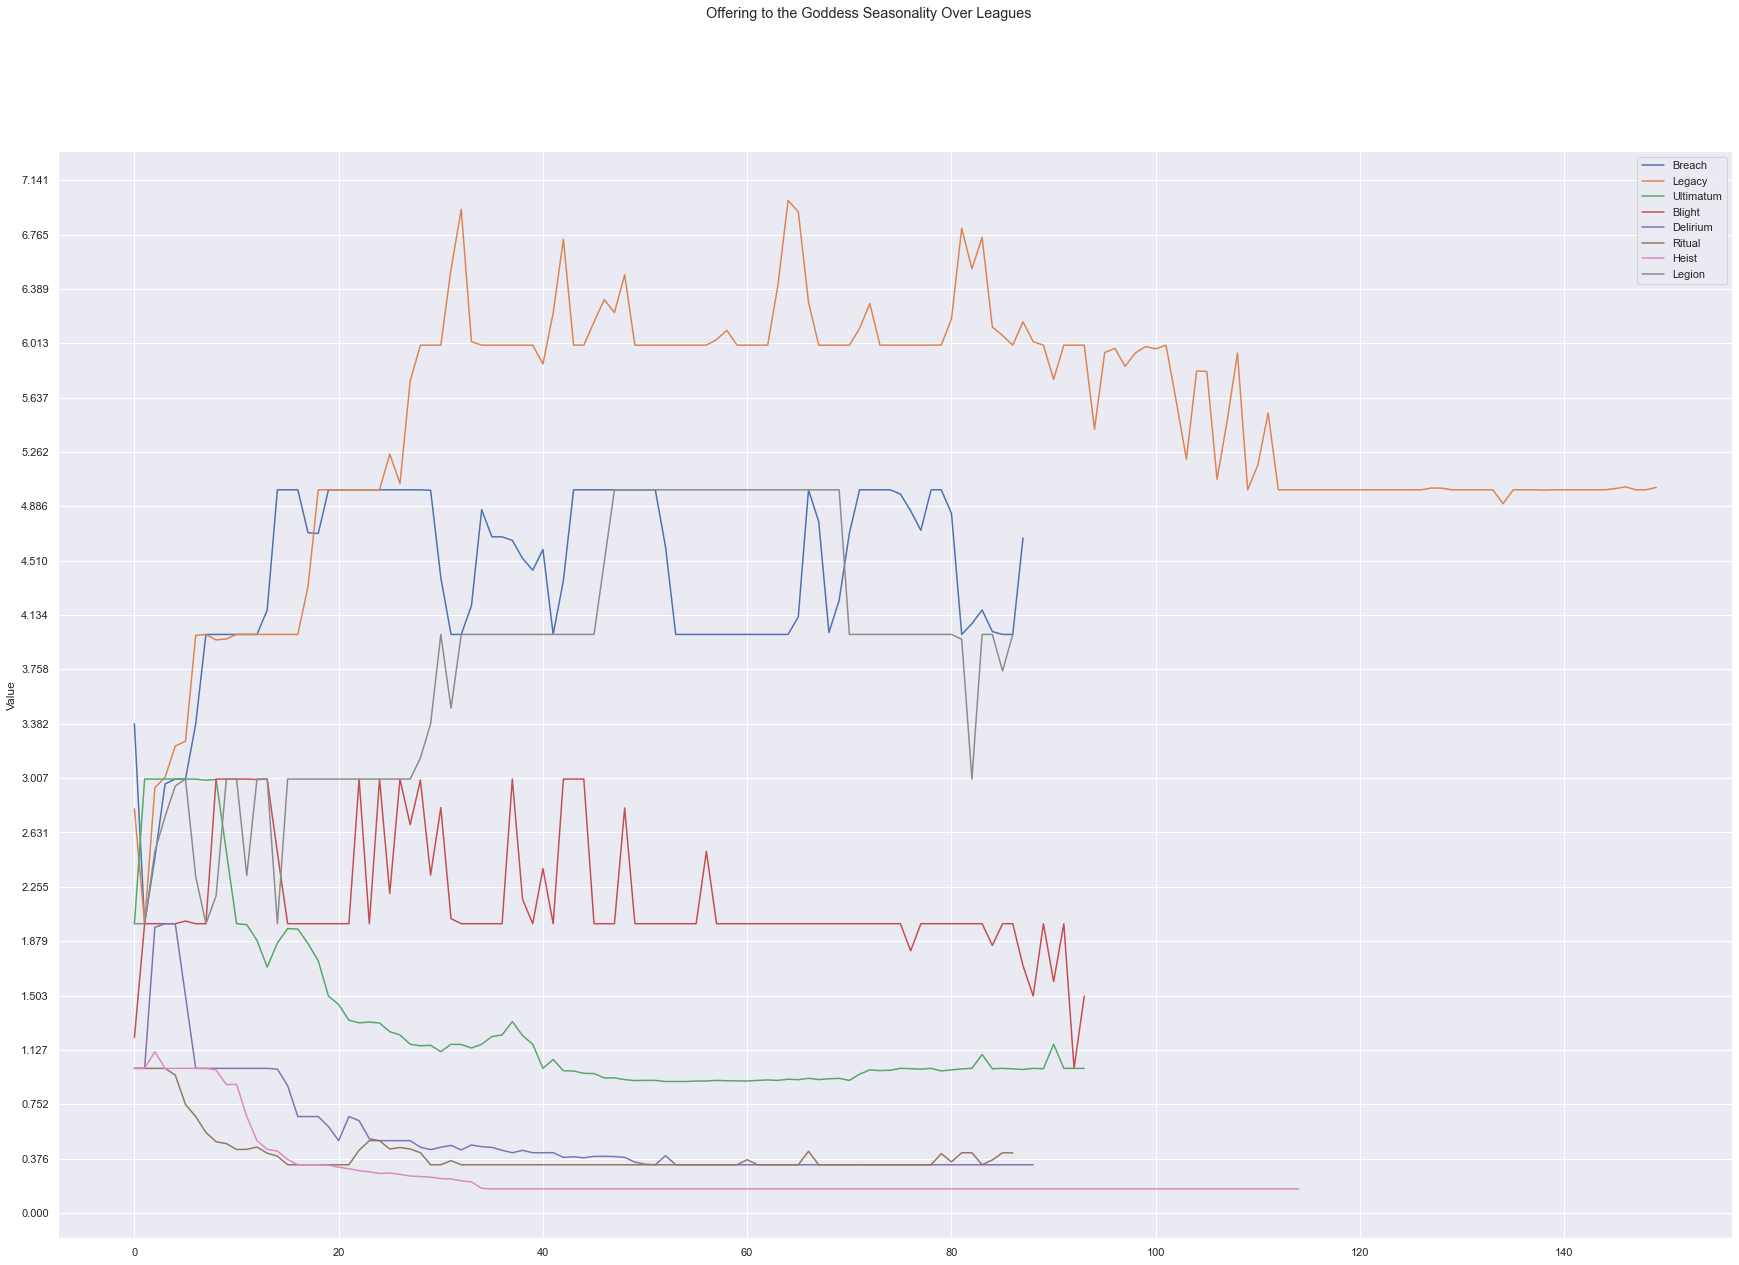 Offering to the Goddess Seasonality Over Leagues
Breach
Legacy
Ultimatum
Blight
Delirium
Ritual
Heist
Legion
7.141
6.765
6.389
6.013
5.637
5.262
4.886
4.510
4.134
3.758
3.382
3.007
2.631
2.255
1.879
1.503
1.127
0.752
0.376
0.000
Value
0 20 40 60 80 100 120 140